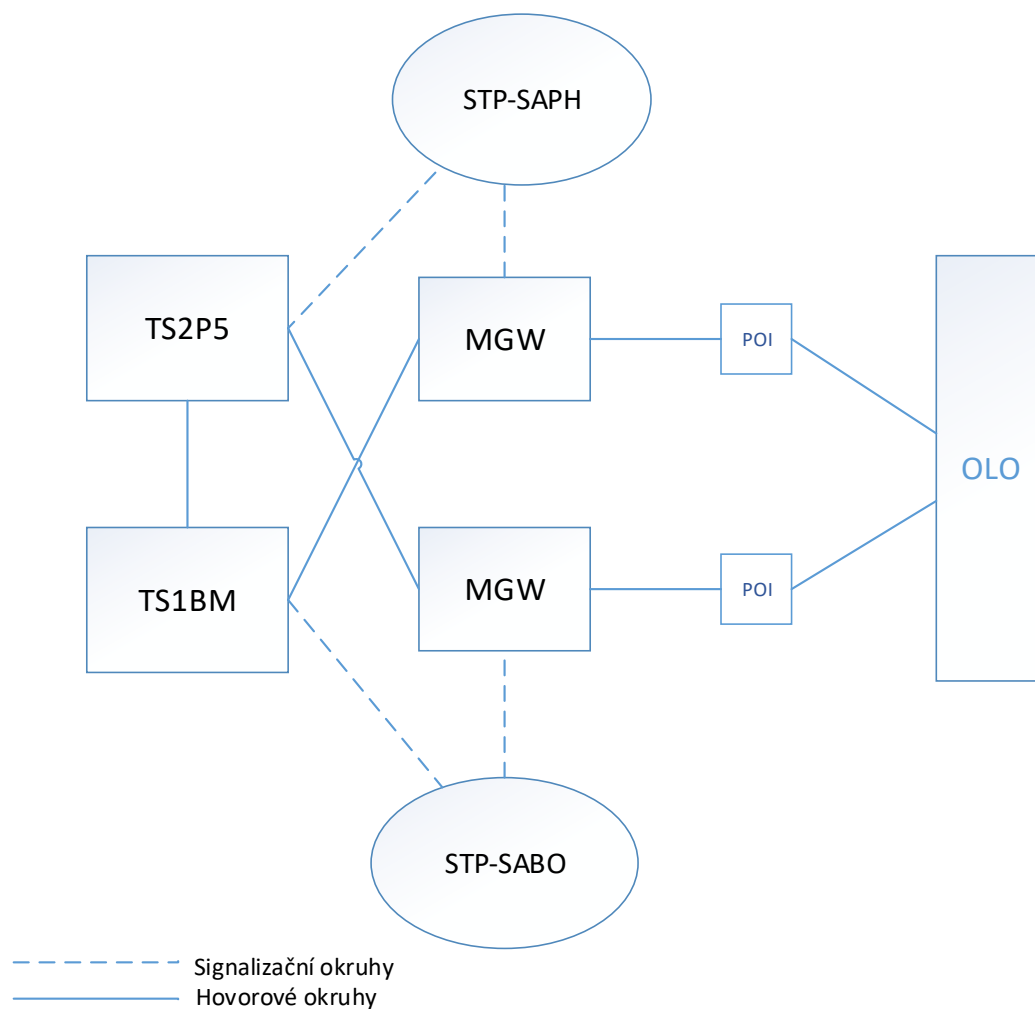 STP-SAPH
TS2P5
MGW
POI
OLO
TS1BM
MGW
POI
STP-SABO
Signalizační okruhy
Hovorové okruhy